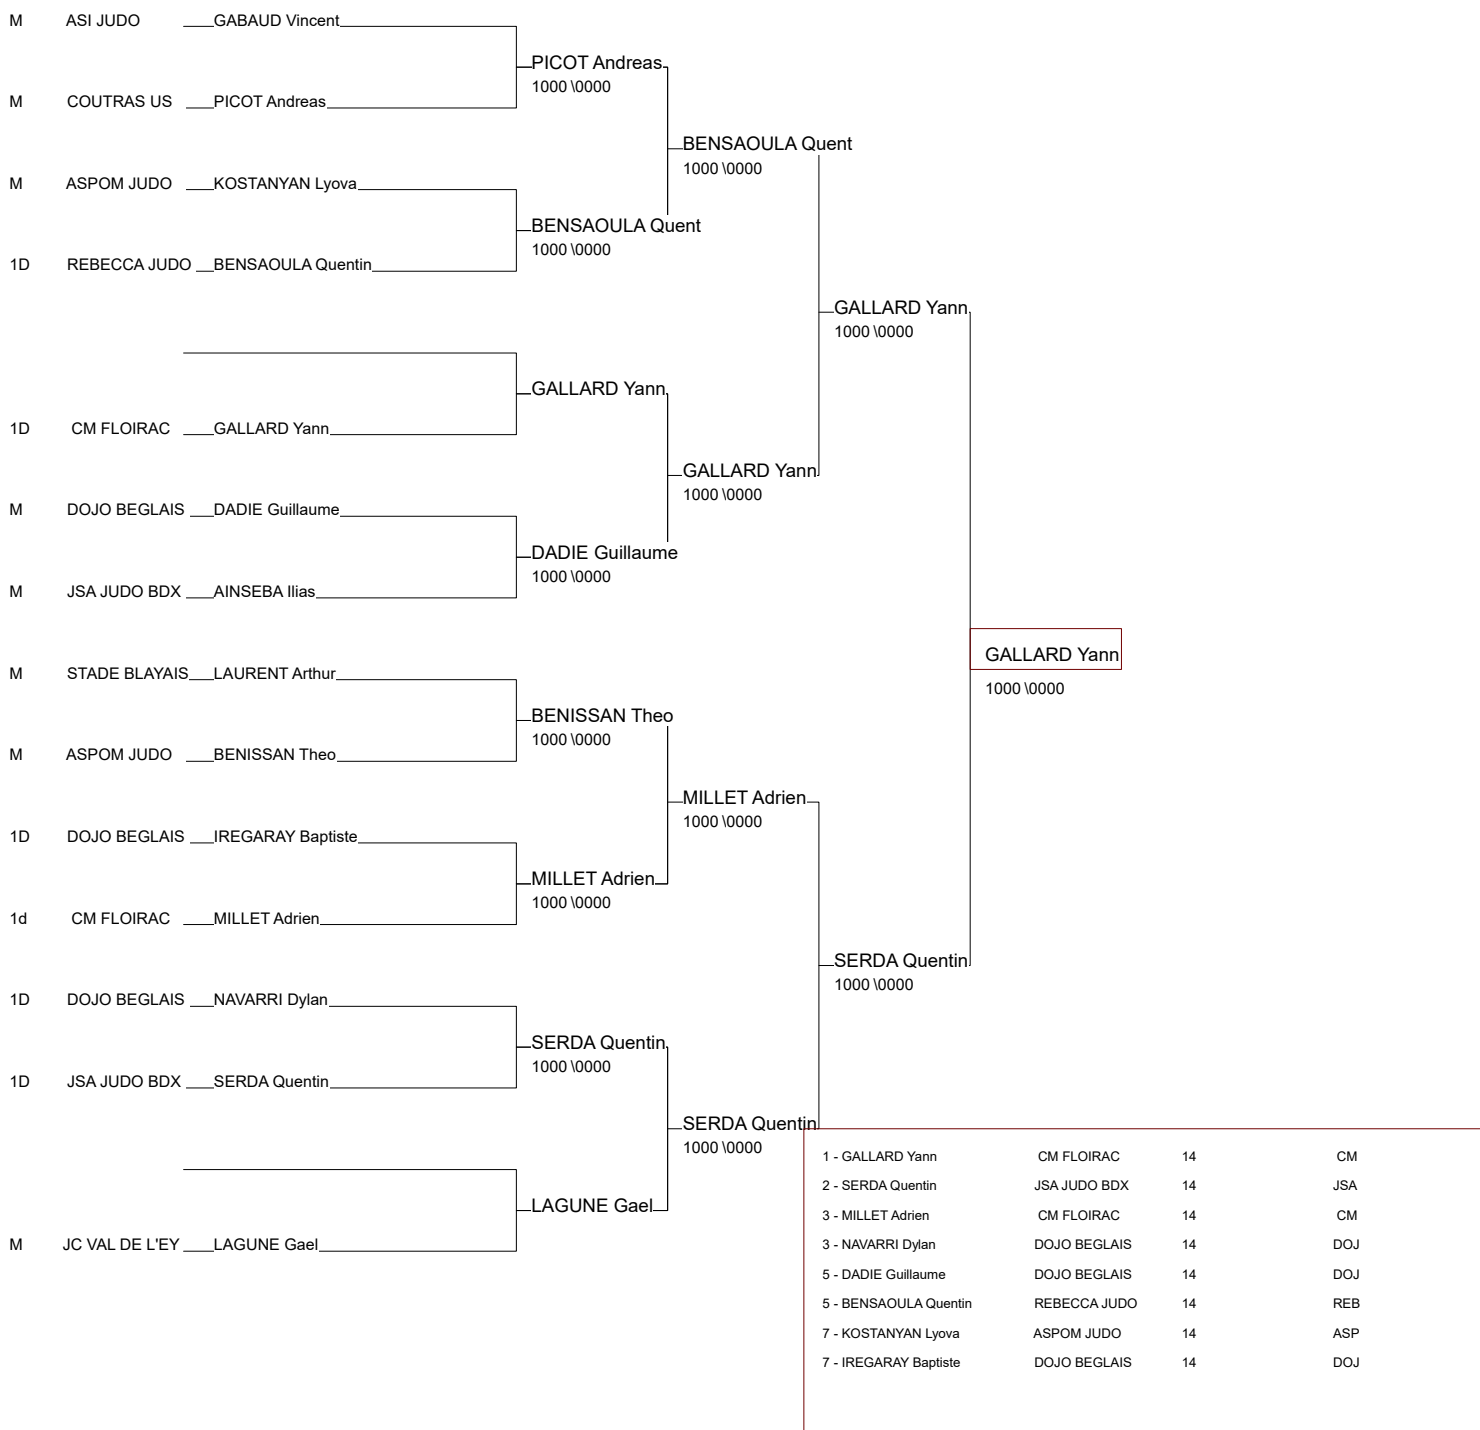 M ASI JUDO GABAUD Vincent
PICOT Andreas
1000 \0000
M COUTRAS US PICOT Andreas
BENSAOULA Quent
1000 \0000
M ASPOM JUDO KOSTANYAN Lyova
BENSAOULA Quent
1000 \0000
1D REBECCA JUDO BENSAOULA Quentin
GALLARD Yann
1000 \0000
GALLARD Yann
1D CM FLOIRAC GALLARD Yann
GALLARD Yann
1000 \0000
M DOJO BEGLAIS DADIE Guillaume
DADIE Guillaume
1000 \0000
M JSA JUDO BDX AINSEBA Ilias
GALLARD Yann
1000 \0000
M STADE BLAYAIS LAURENT Arthur
BENISSAN Theo
1000 \0000
M ASPOM JUDO BENISSAN Theo
MILLET Adrien
1000 \0000
1D DOJO BEGLAIS IREGARAY Baptiste
MILLET Adrien
1000 \0000
1d CM FLOIRAC MILLET Adrien
SERDA Quentin
1000 \0000
1D DOJO BEGLAIS NAVARRI Dylan
SERDA Quentin
1000 \0000
1D JSA JUDO BDX SERDA Quentin
SERDA Quentin
1000 \0000
LAGUNE Gael
M JC VAL DE L'EY LAGUNE Gael
1 - GALLARD Yann CM FLOIRAC 14 CM
2 - SERDA Quentin JSA JUDO BDX 14 JSA
3 - MILLET Adrien CM FLOIRAC 14 CM
3 - NAVARRI Dylan DOJO BEGLAIS 14 DOJ
5 - DADIE Guillaume DOJO BEGLAIS 14 DOJ
5 - BENSAOULA Quentin REBECCA JUDO 14 REB
7 - KOSTANYAN Lyova ASPOM JUDO 14 ASP
7 - IREGARAY Baptiste DOJO BEGLAIS 14 DOJ